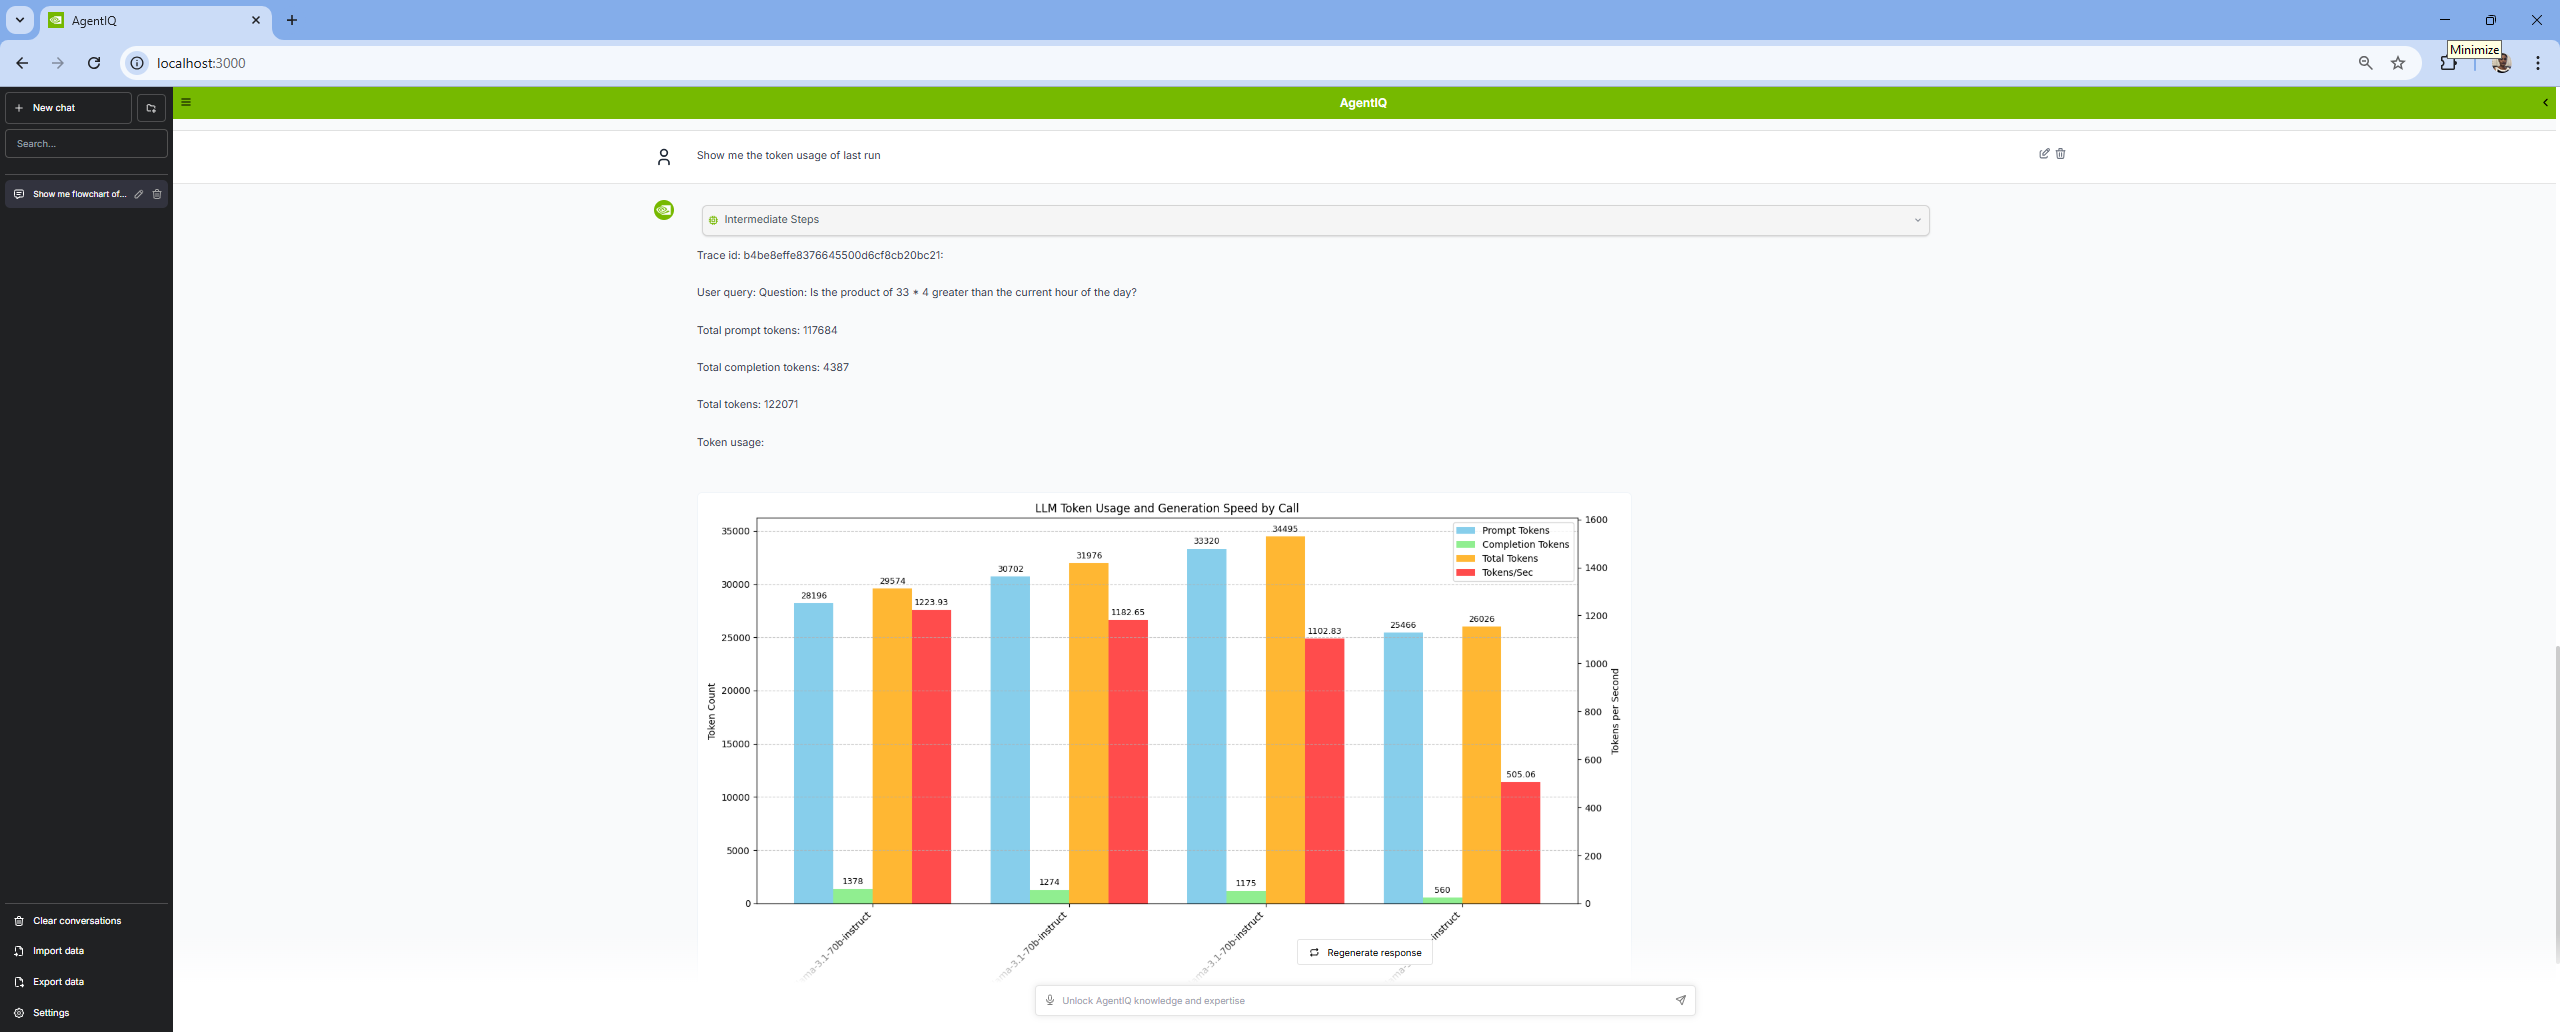 AgentIQ
Minimize
localhost:3000
New chat
AgentIQ
Search...
Show me flowchart of...
Show me the token usage of last run
Intermediate Steps
Trace id: b4be8effe8376645500d6cf8cb20bc21:
User query: Question: Is the product of 33 * 4 greater than the current hour of the day?
Total prompt tokens: 117684
Total completion tokens: 4387
Total tokens: 122071
Token usage:
LLM Token Usage and Generation Speed by Call
Token Count
35000
30000
25000
20000
15000
10000
5000
0
28196
1378
29574
1223.93
30702
1274
31976
1182.65
33320
1175
34495
1102.83
25466
560
26026
505.06
Prompt Tokens
Completion Tokens
Total Tokens
Tokens/Sec
1600
1400
1200
1000
800
600
400
200
0
Tokens per Second
ma-3.1-70b-instruct
ma-3.1-70b-instruct
ma-3.1-70b-instruct
instruct
Regenerate response
Unlock AgentIQ knowledge and expertise
Clear conversations
Import data
Export data
Settings